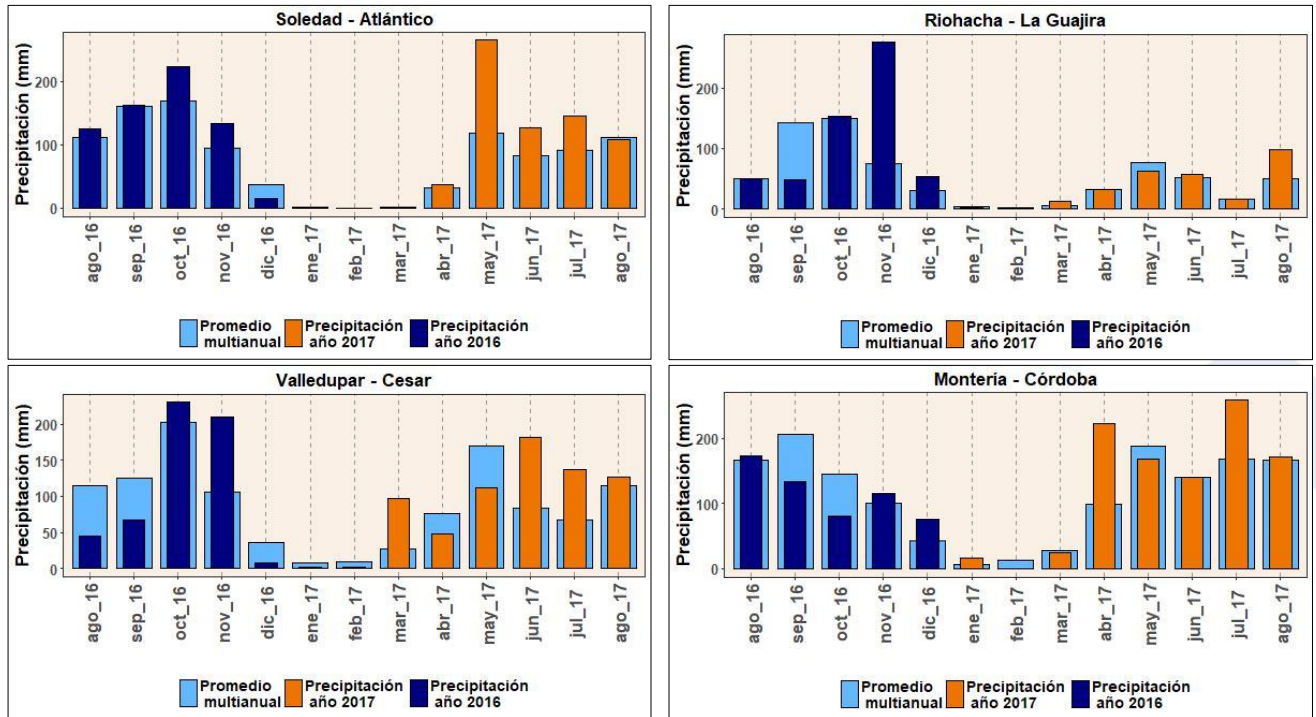 Soledad - Atlántico
Precipitación (mm)
200
100
0
ago_16 sep_16 oct_16 nov_16 dic_16 ene_17 feb_17 mar_17 abr_17 may_17 jun_17 jul_17 ago_17
Promedio multianual
Precipitación año 2017
Precipitación año 2016
Riohacha - La Guajira
Precipitación (mm)
200
100
0
ago_16 sep_16 oct_16 nov_16 dic_16 ene_17 feb_17 mar_17 abr_17 may_17 jun_17 jul_17 ago_17
Promedio multianual
Precipitación año 2017
Precipitación año 2016
Valledupar - Cesar
Precipitación (mm)
200
150
100
50
0
ago_16 sep_16 oct_16 nov_16 dic_16 ene_17 feb_17 mar_17 abr_17 may_17 jun_17 jul_17 ago_17
Promedio multianual
Precipitación año 2017
Precipitación año 2016
Montería - Córdoba
Precipitación (mm)
200
100
0
ago_16 sep_16 oct_16 nov_16 dic_16 ene_17 feb_17 mar_17 abr_17 may_17 jun_17 jul_17 ago_17
Promedio multianual
Precipitación año 2017
Precipitación año 2016